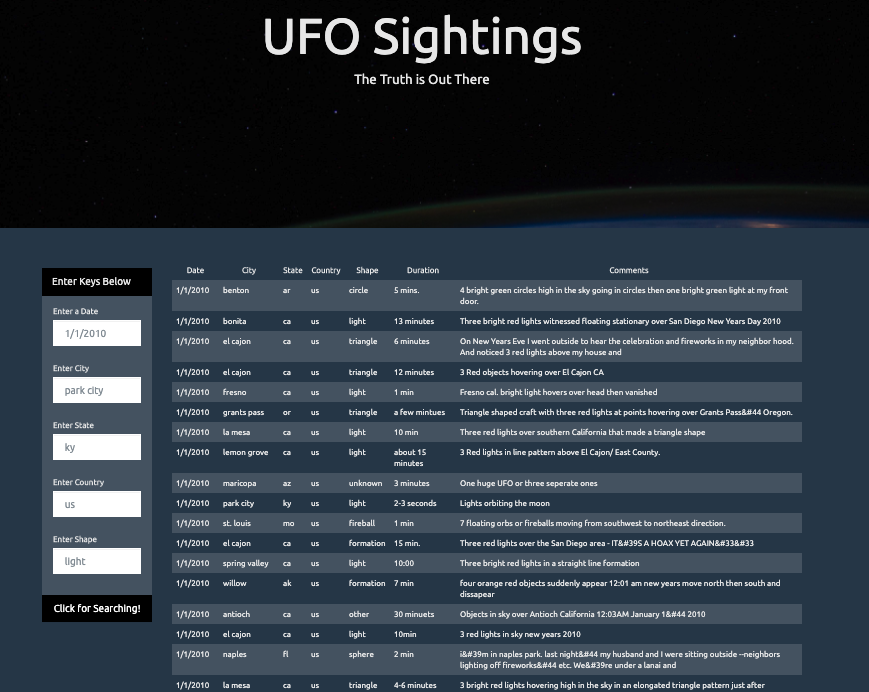 UFO Sightings
The Truth is Out There
Enter Keys Below
Enter a Date
1/1/2010
Enter City
park city
Enter State
ky
Enter Country
us
Enter Shape
light
Click for Searching!
Date City State Country Shape Duration Comments
1/1/2010 benton ar us circle 5 mins. 4 bright green circles high in the sky going in circles then one bright green light at my front
door.
1/1/2010 bonita ca us light 13 minutes Three bright red lights witnessed floating stationary over San Diego New Years Day 2010
1/1/2010 el cajon ca us triangle 6 minutes On New Years Eve I went outside to hear the celebration and fireworks in my neighbor hood.
And noticed 3 red lights above my house and
1/1/2010 el cajon ca us triangle 12 minutes 3 Red objects hovering over El Cajon CA
1/1/2010 fresno ca us light 1 min Fresno cal. bright light hovers over head then vanished
1/1/2010 grants pass or us triangle a few mintues Triangle shaped craft with three red lights at points hovering over Grants Pass&#44 Oregon.
1/1/2010 la mesa ca us light 10 min Three red lights over southern California that made a triangle shape
1/1/2010 lemon grove ca us light about 15 3 Red lights in line pattern above El Cajon/ East County.
minutes
1/1/2010 maricopa az us unknown 3 minutes One huge UFO or three seperate ones
1/1/2010 park city ky us light 2-3 seconds Lights orbiting the moon
1/1/2010 st. louis mo us fireball 1 min 7 floating orbs or fireballs moving from southwest to northeast direction.
1/1/2010 el cajon ca us formation 15 min. Three red lights over the San Diego area - IT&#39S A HOAX YET AGAIN&#33&#33
1/1/2010 spring valley ca us light 10:00 Three bright red lights in a straight line formation
1/1/2010 willow ak us formation 7 min four orange red objects suddenly appear 12:01 am new years move north then south and
dissapear
1/1/2010 antioch ca us other 30 minuets Objects in sky over Antioch California 12:03AM January 1&#44 2010
1/1/2010 el cajon ca us light 10min 3 red lights in sky new years 2010
1/1/2010 naples fl us sphere 2 min i&#39m in naples park. last night&#44 my husband and I were sitting outside --neighbors
lighting off fireworks&#44 etc. We&#39re under a lanai and
1/1/2010 la mesa ca us triangle 4-6 minutes 3 bright red lights hovering high in the sky in an elongated triangle pattern just after